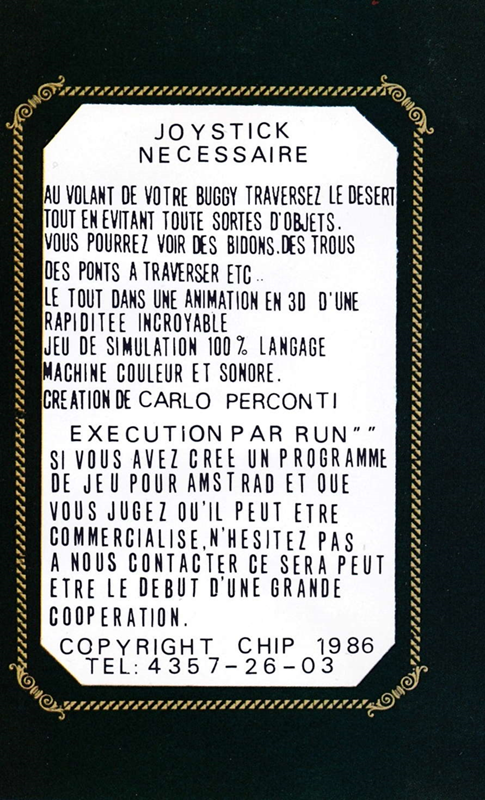 JOYSTICK
NECESSAIRE
AU VOLANT DE VOTRE BUGGY TRAVERSEZ LE DESERT
TOUT EN EVITANT TOUTE SORTES D'OBJETS.
VOUS POURREZ VOIR DES BIDONS.DES TROUS
DES PONTS A TRAVERSER ETC..
LE TOUT DANS UNE ANIMATION EN 3D D'UNE
RAPIDITEE INCROYABLE
JEU DE SIMULATION 100% LANGAGE
MACHINE COULEUR ET SONORE.
CREATION DE CARLO PERCONTI
EXECUTION PAR RUN""
SI VOUS AVEZ CREE UN PROGRAMME
DE JEU POUR AMSTRAD ET QUE
VOUS JUGEZ QU'IL PEUT ETRE
COMMERCIALISE,N'HESITEZ PAS
A NOUS CONTACTER CE SERA PEUT
ETRE LE DEBUT D'UNE GRANDE
COOPERATION.
COPYRIGHT CHIP 1986
TEL:4357-26-03